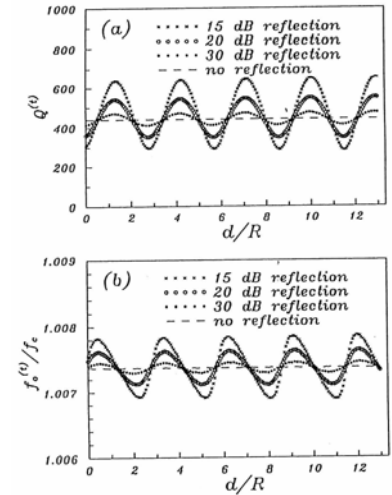 1000
(a)
15 dB reflection
20 dB reflection
30 dB reflection
no reflection
800
600
400
200
0
Q(t)
0 2 4 6 8 10 12
d/R
1.009
(b)
15 dB reflection
20 dB reflection
30 dB reflection
no reflection
1.008
1.007
1.006
fo(t)/fc
0 2 4 6 8 10 12
d/R